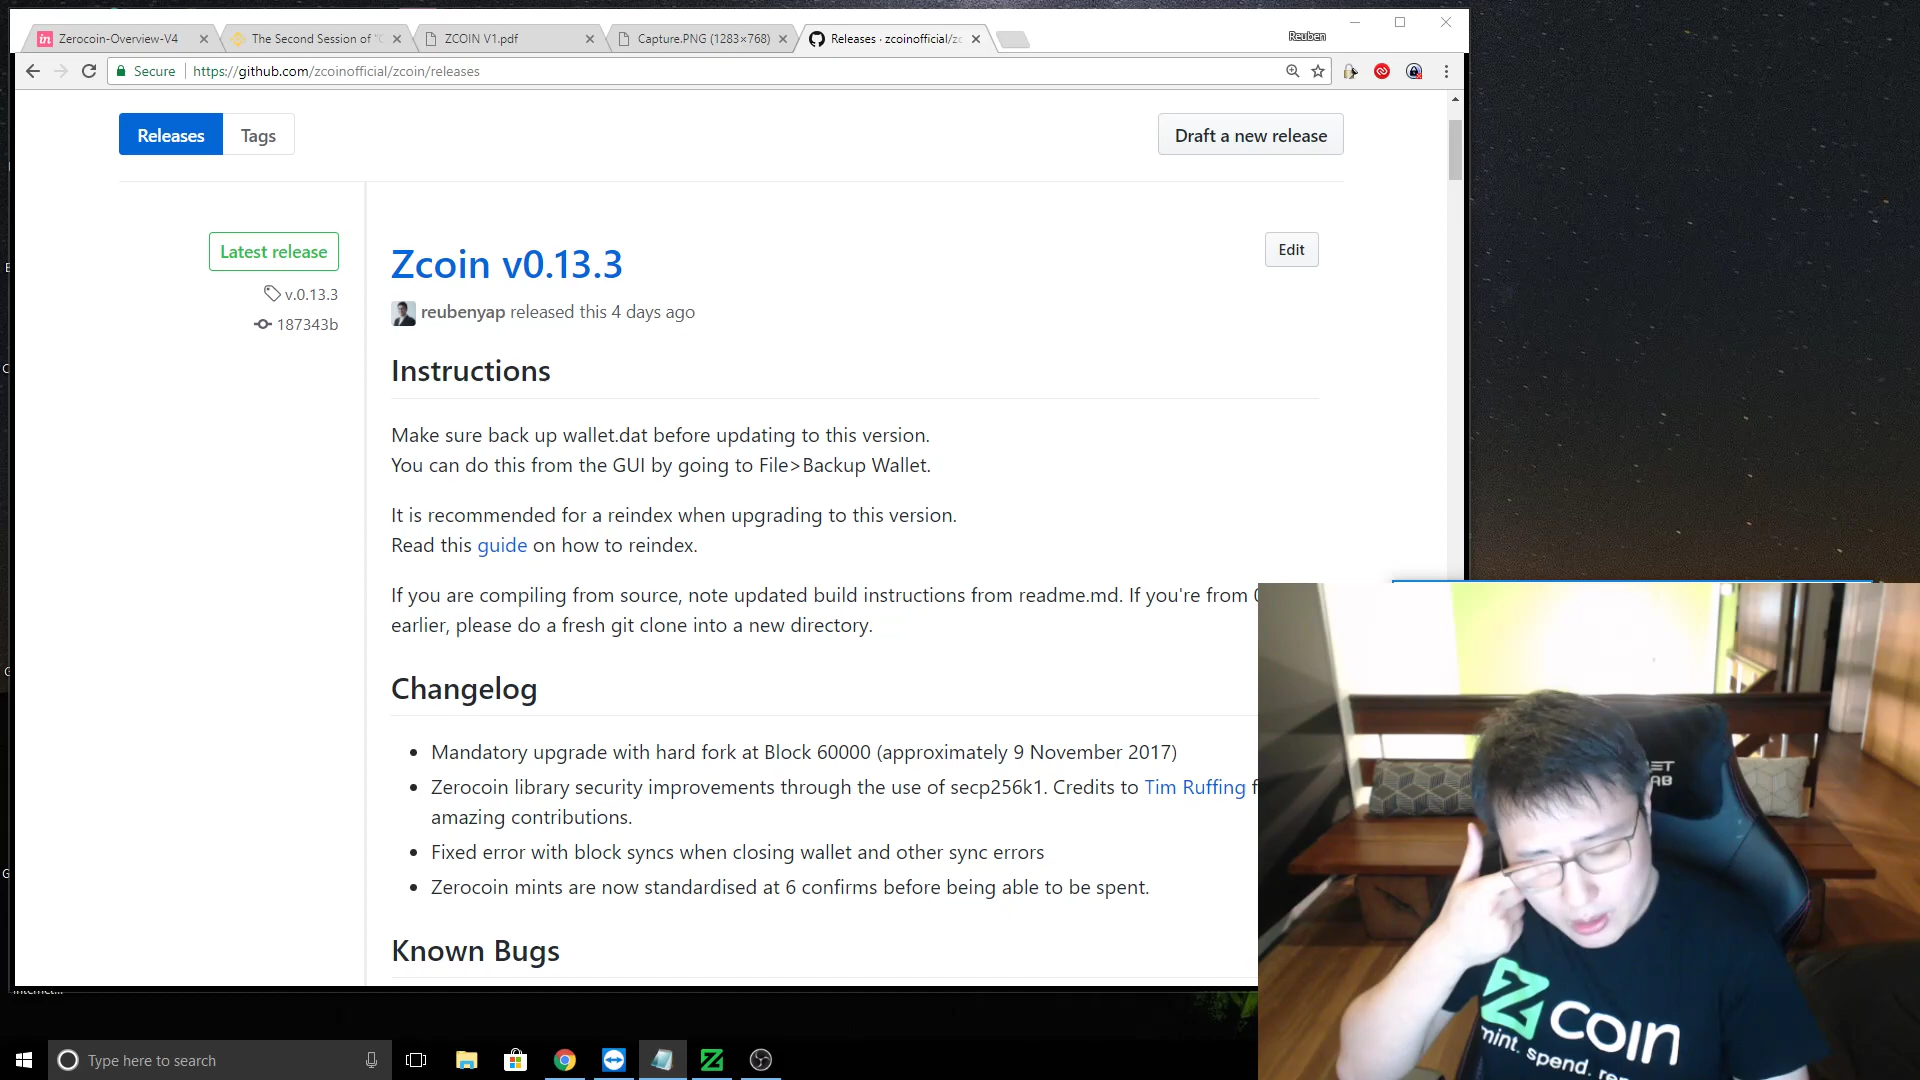 Zerocoin-Overview-V4
The Second Session of "
ZCOIN V1.pdf
Capture.PNG (1283×768)
Releases · zcoinofficial/zc
Reuben
Secure
https://github.com/zcoinofficial/zcoin/releases
Releases
Tags
Draft a new release
Latest release
Zcoin v0.13.3
Edit
v.0.13.3
reubenyap released this 4 days ago
187343b
Instructions
Make sure back up wallet.dat before updating to this version.
You can do this from the GUI by going to File>Backup Wallet.
It is recommended for a reindex when upgrading to this version.
Read this guide on how to reindex.
If you are compiling from source, note updated build instructions from readme.md. If you're from
earlier, please do a fresh git clone into a new directory.
Changelog
Mandatory upgrade with hard fork at Block 60000 (approximately 9 November 2017)
Zerocoin library security improvements through the use of secp256k1. Credits to Tim Ruffing f
amazing contributions.
Fixed error with block syncs when closing wallet and other sync errors
Zerocoin mints are now standardised at 6 confirms before being able to be spent.
Known Bugs
Type here to search
coin
mint. spend. re